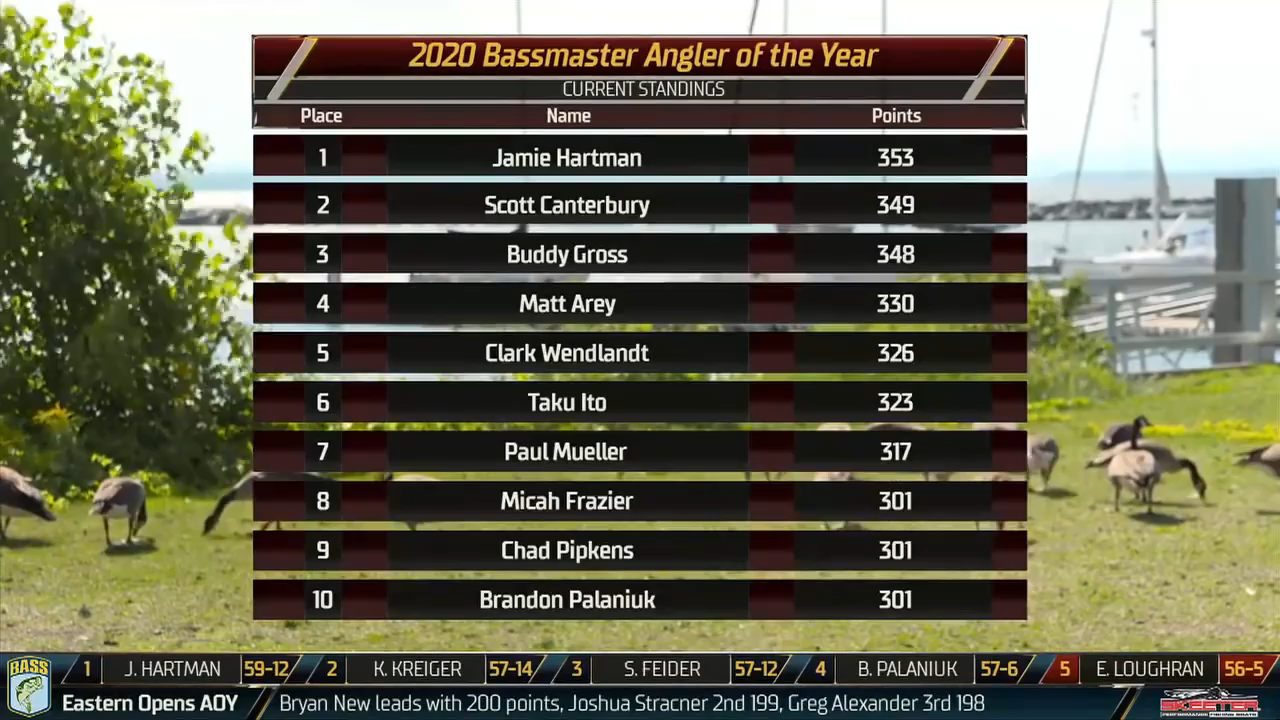 2020 Bassmaster Angler of the Year
CURRENT STANDINGS
Place Name Points
1 Jamie Hartman 353
2 Scott Canterbury 349
3 Buddy Gross 348
4 Matt Arey 330
5 Clark Wendlandt 326
6 Taku Ito 323
7 Paul Mueller 317
8 Micah Frazier 301
9 Chad Pipkens 301
10 Brandon Palaniuk 301
BASS 1 J. HARTMAN 59-12 2 K. KREIGER 57-14 3 S. FEIDER 57-12 4 B. PALANIUK 57-6 5 E. LOUGHRAN 56-5
Eastern Opens AOY Bryan New leads with 200 points, Joshua Stracner 2nd 199, Greg Alexander 3rd 198
SKEETER
PERFORMANCE FISHING BOATS